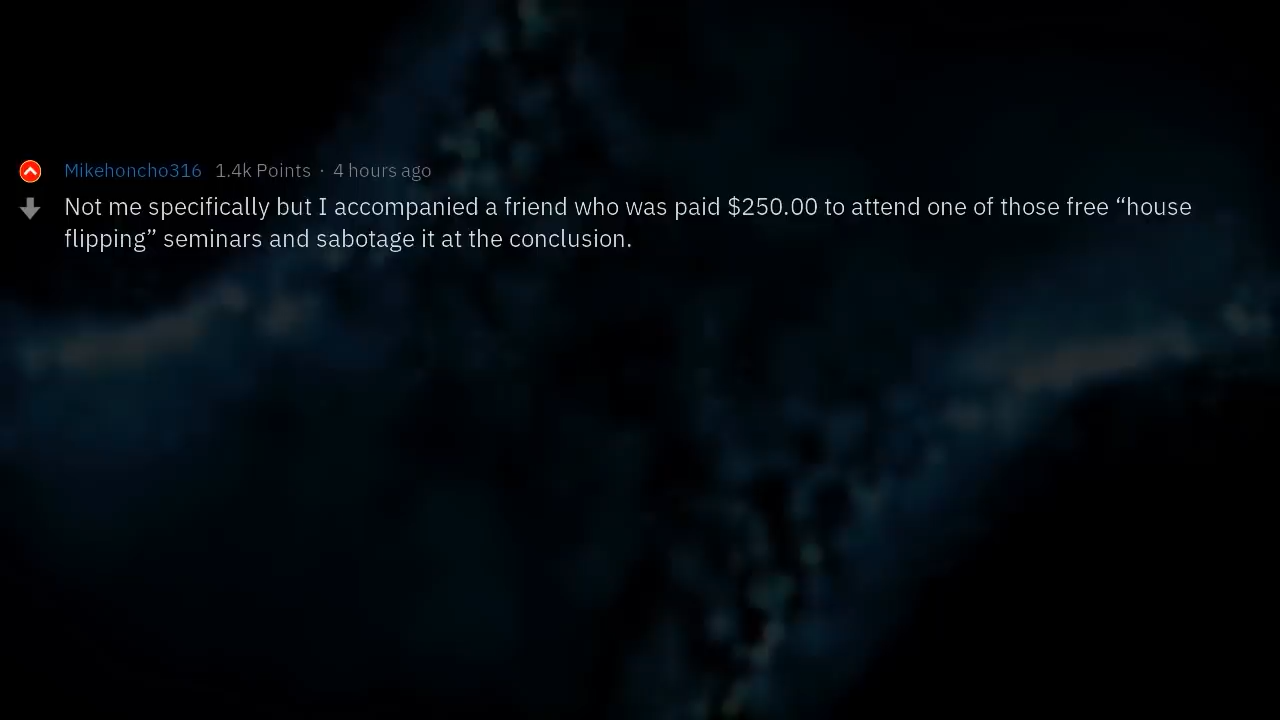 Mikehoncho316 1.4k Points · 4 hours ago
Not me specifically but I accompanied a friend who was paid $250.00 to attend one of those free “house
flipping” seminars and sabotage it at the conclusion.